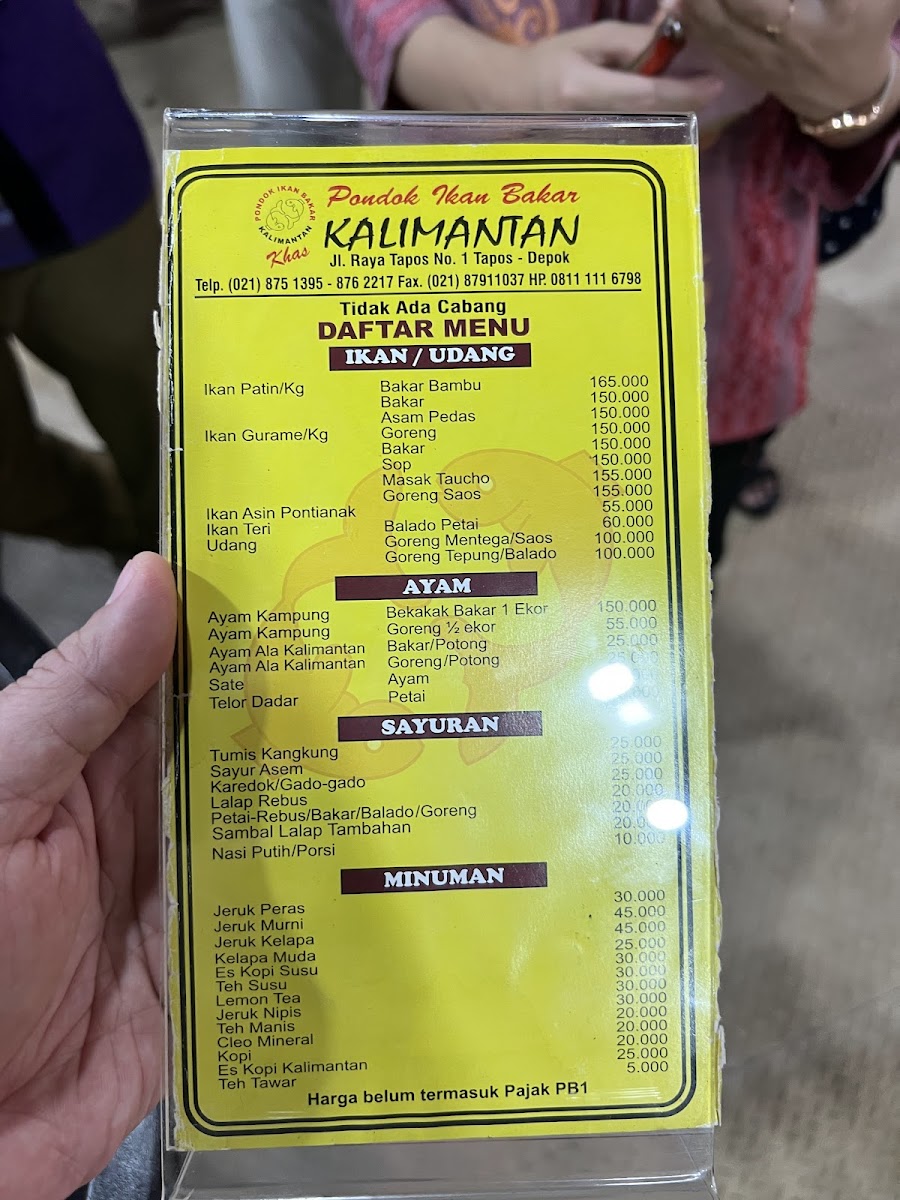 PONDOK IKAN BAKAR KALIMANTAN
Khas
Pondok Ikan Bakar
KALIMANTAN
Jl. Raya Tapos No. 1 Tapos - Depok
Telp. (021) 875 1395 - 876 2217 Fax. (021) 87911037 HP. 0811 111 6798
Tidak Ada Cabang
DAFTAR MENU
IKAN / UDANG
Ikan Patin/Kg Bakar Bambu 165.000
Bakar 150.000
Asam Pedas 150.000
Ikan Gurame/Kg Goreng 150.000
Bakar 150.000
Sop 150.000
Masak Taucho 155.000
Goreng Saos 155.000
Ikan Asin Pontianak 55.000
Ikan Teri Balado Petai 60.000
Udang Goreng Mentega/Saos 100.000
Goreng Tepung/Balado 100.000
AYAM
Ayam Kampung Bekakak Bakar 1 Ekor 150.000
Ayam Kampung Goreng ½ ekor 55.000
Ayam Ala Kalimantan Bakar/Potong 25.000
Ayam Ala Kalimantan Goreng/Potong
Sate Ayam
Telor Dadar Petai
SAYURAN
Tumis Kangkung 25.000
Sayur Asem 25.000
Karedok/Gado-gado 25.000
Lalap Rebus 20.000
Petai-Rebus/Bakar/Balado/Goreng 20.000
Sambal Lalap Tambahan 20.000
Nasi Putih/Porsi 10.000
MINUMAN
Jeruk Peras 30.000
Jeruk Murni 45.000
Jeruk Kelapa 45.000
Kelapa Muda 25.000
Es Kopi Susu 30.000
Teh Susu 30.000
Lemon Tea 30.000
Jeruk Nipis 30.000
Teh Manis 20.000
Cleo Mineral 20.000
Kopi 20.000
Es Kopi Kalimantan 25.000
Teh Tawar 5.000
Harga belum termasuk Pajak PB1